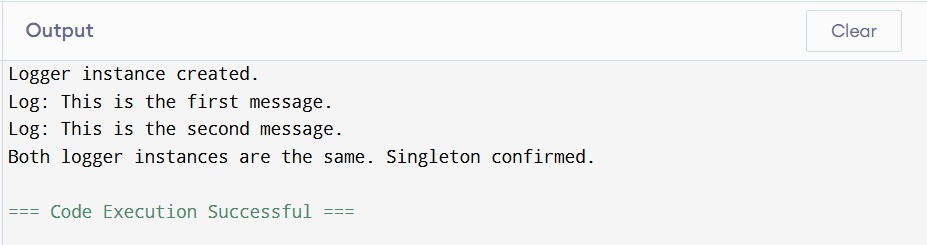 Output
Clear
Logger instance created.
Log: This is the first message.
Log: This is the second message.
Both logger instances are the same. Singleton confirmed.
=== Code Execution Successful ===